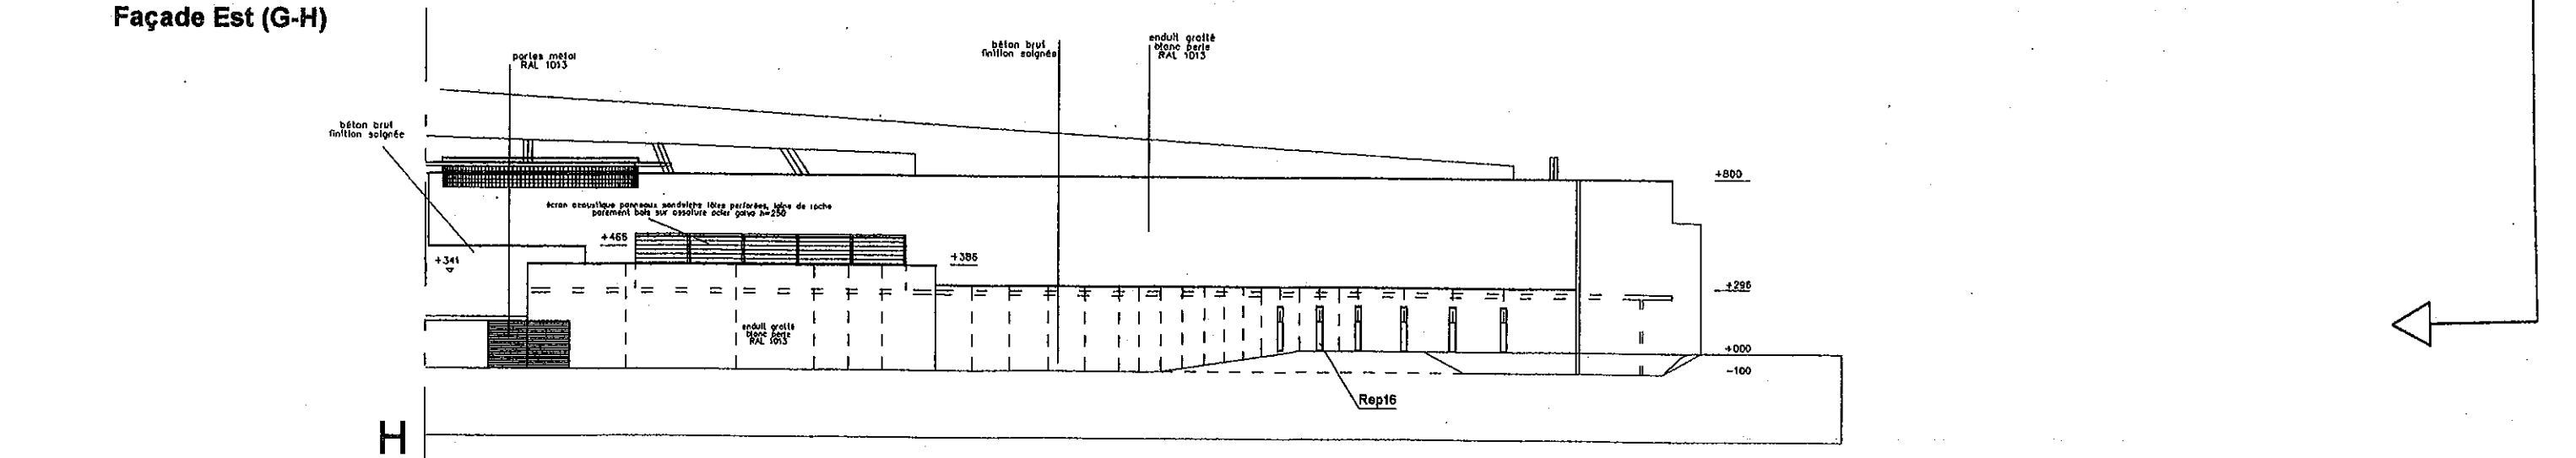 Façade Est (G-H)
portes métal
RAL 1013
béton brut
finition soignée
enduit gratté
blanc perle
RAL 1013
béton brut
finition soignée
+800
écran acoustique panneaux sandwichs tôles perforées, laine de roche
parement bois sur ossature acier galva h=250
+466
+341
+386
+296
enduit gratté
blanc perle
RAL 1013
+000
-100
Rep16
H